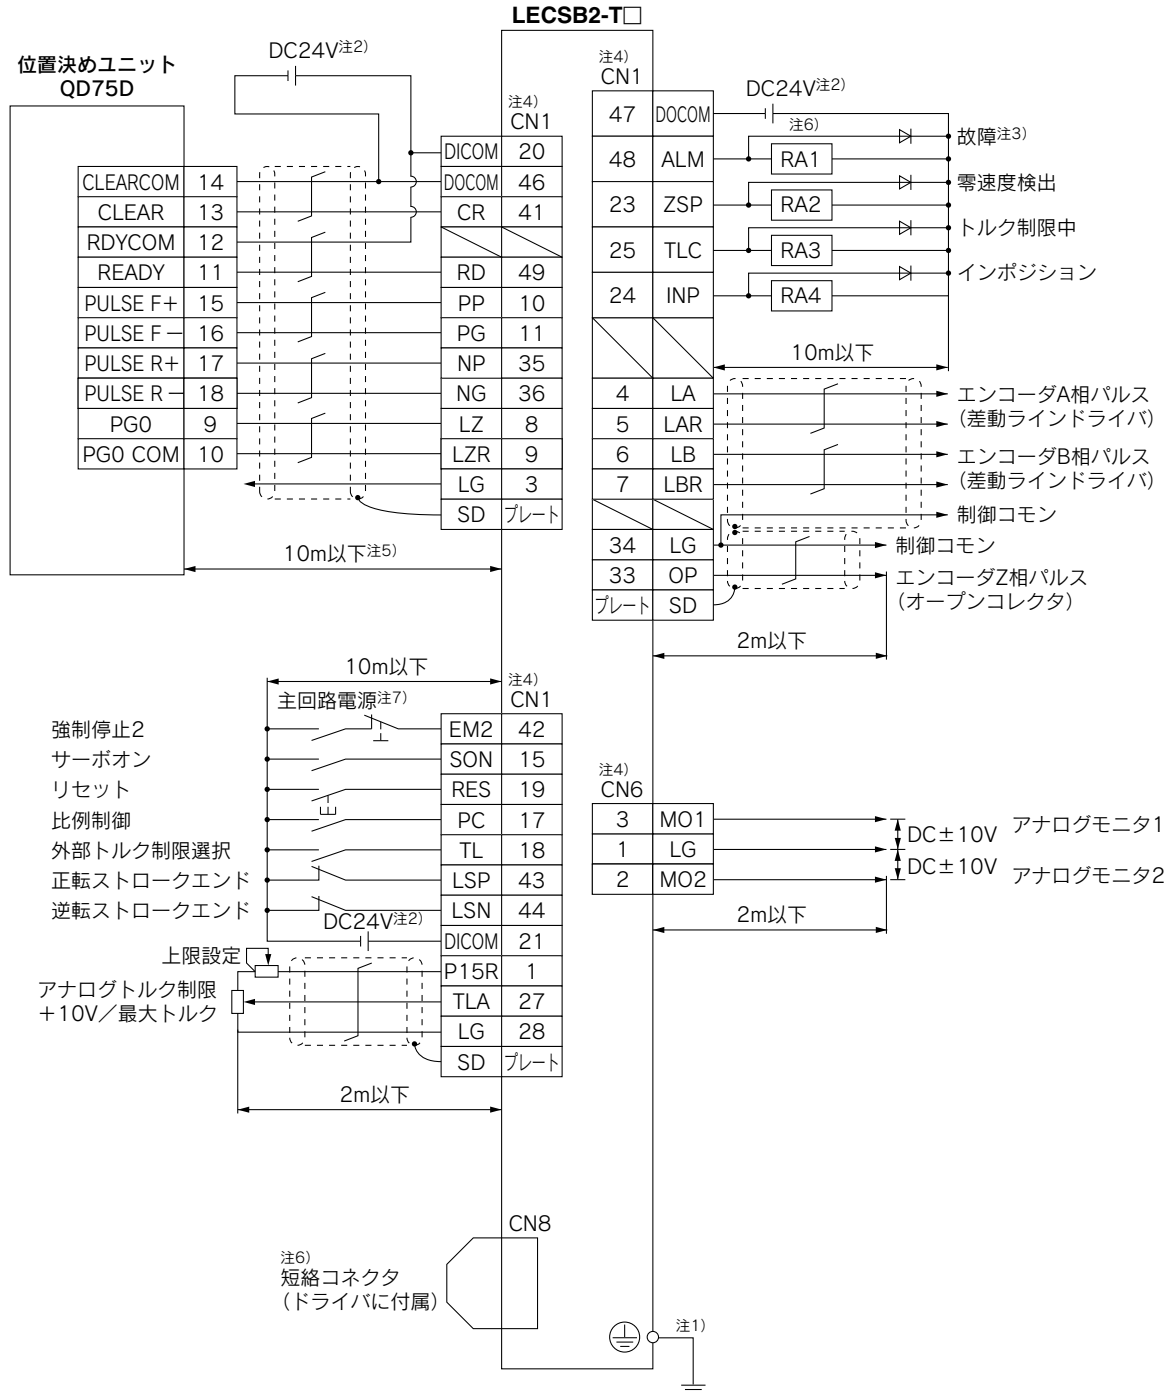 LECSB2-T□
位置決めユニット
QD75D
DC24V注2)
注4)
CN1
DICOM 20
CLEARCOM 14 DOCOM 46
CLEAR 13 CR 41
RDYCOM 12
READY 11 RD 49
PULSE F+ 15 PP 10
PULSE F− 16 PG 11
PULSE R+ 17 NP 35
PULSE R− 18 NG 36
PG0 9 LZ 8
PG0 COM 10 LZR 9
LG 3
SD プレート
10m以下注5)
注4)
CN1
DC24V注2)
47 DOCOM
注6)
故障注3)
48 ALM RA1
零速度検出
23 ZSP RA2
トルク制限中
25 TLC RA3
インポジション
24 INP RA4
10m以下
4 LA エンコーダA相パルス
5 LAR (差動ラインドライバ)
6 LB エンコーダB相パルス
7 LBR (差動ラインドライバ)
制御コモン
34 LG 制御コモン
33 OP エンコーダZ相パルス
プレート SD (オープンコレクタ)
2m以下
10m以下
注4)
CN1
主回路電源注7)
強制停止2 EM2 42
サーボオン SON 15
リセット RES 19
比例制御 PC 17
外部トルク制限選択 TL 18
正転ストロークエンド LSP 43
逆転ストロークエンド LSN 44
DC24V注2)
DICOM 21
上限設定
P15R 1
アナログトルク制限
+10V/最大トルク
TLA 27
LG 28
SD プレート
2m以下
注4)
CN6
3 MO1 アナログモニタ1
DC±10V
1 LG
DC±10V
2 MO2 アナログモニタ2
2m以下
CN8
注6)
短絡コネクタ
(ドライバに付属)
注1)